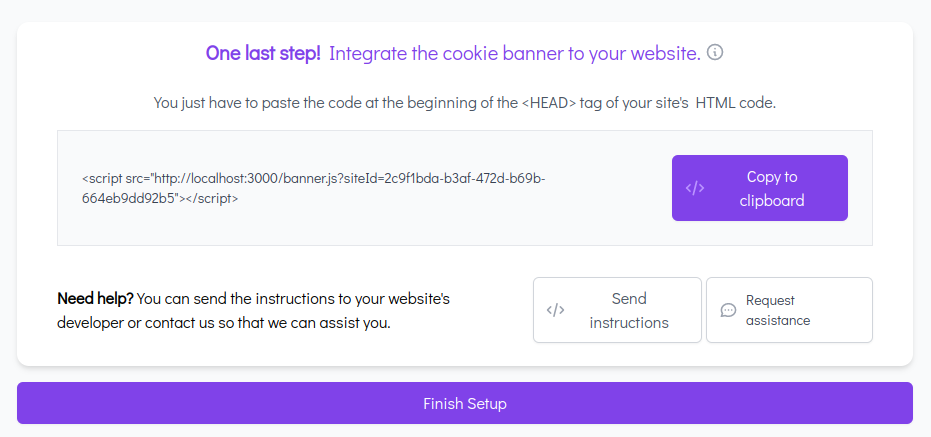 One last step! Integrate the cookie banner to your website.
You just have to paste the code at the beginning of the <HEAD> tag of your site's HTML code.
<script src="http://localhost:3000/banner.js?siteId=2c9f1bda-b3af-472d-b69b-
664eb9dd92b5"></script>
</> Copy to
clipboard
Need help? You can send the instructions to your website's
developer or contact us so that we can assist you.
</> Send
instructions
Request
assistance
Finish Setup